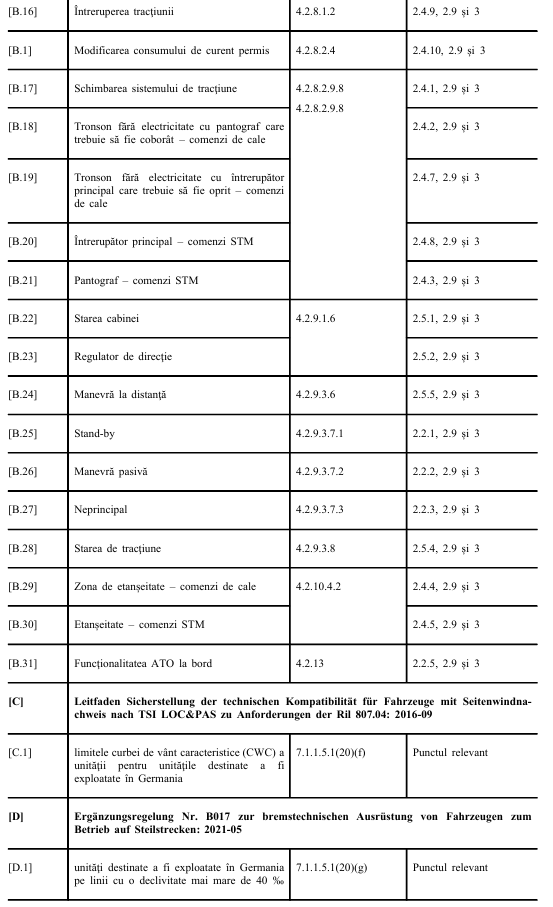 [B.16] Întreruperea tracțiunii 4.2.8.1.2 2.4.9, 2.9 și 3
[B.1] Modificarea consumului de curent permis 4.2.8.2.4 2.4.10, 2.9 și 3
[B.17] Schimbarea sistemului de tracțiune 4.2.8.2.9.8 2.4.1, 2.9 și 3
4.2.8.2.9.8
[B.18] Tronson fără electricitate cu pantograf care 2.4.2, 2.9 și 3
trebuie să fie coborât – comenzi de cale
[B.19] Tronson fără electricitate cu întrerupător 2.4.7, 2.9 și 3
principal care trebuie să fie oprit – comenzi
de cale
[B.20] Întrerupător principal – comenzi STM 2.4.8, 2.9 și 3
[B.21] Pantograf – comenzi STM 2.4.3, 2.9 și 3
[B.22] Starea cabinei 4.2.9.1.6 2.5.1, 2.9 și 3
[B.23] Regulator de direcție 2.5.2, 2.9 și 3
[B.24] Manevră la distanță 4.2.9.3.6 2.5.5, 2.9 și 3
[B.25] Stand-by 4.2.9.3.7.1 2.2.1, 2.9 și 3
[B.26] Manevră pasivă 4.2.9.3.7.2 2.2.2, 2.9 și 3
[B.27] Neprincipal 4.2.9.3.7.3 2.2.3, 2.9 și 3
[B.28] Starea de tracțiune 4.2.9.3.8 2.5.4, 2.9 și 3
[B.29] Zona de etanșeitate – comenzi de cale 4.2.10.4.2 2.4.4, 2.9 și 3
[B.30] Etanșeitate – comenzi STM 2.4.5, 2.9 și 3
[B.31] Funcționalitatea ATO la bord 4.2.13 2.2.5, 2.9 și 3
[C] Leitfaden Sicherstellung der technischen Kompatibilität für Fahrzeuge mit Seitenwindna-
chweis nach TSI LOC&PAS zu Anforderungen der Ril 807.04: 2016-09
[C.1] limitele curbei de vânt caracteristice (CWC) a 7.1.1.5.1(20)(f) Punctul relevant
unității pentru unitățile destinate a fi
exploatate în Germania
[D] Ergänzungsregelung Nr. B017 zur bremstechnischen Ausrüstung von Fahrzeugen zum
Betrieb auf Steilstrecken: 2021-05
[D.1] unități destinate a fi exploatate în Germania 7.1.1.5.1(20)(g) Punctul relevant
pe linii cu o declivitate mai mare de 40 ‰